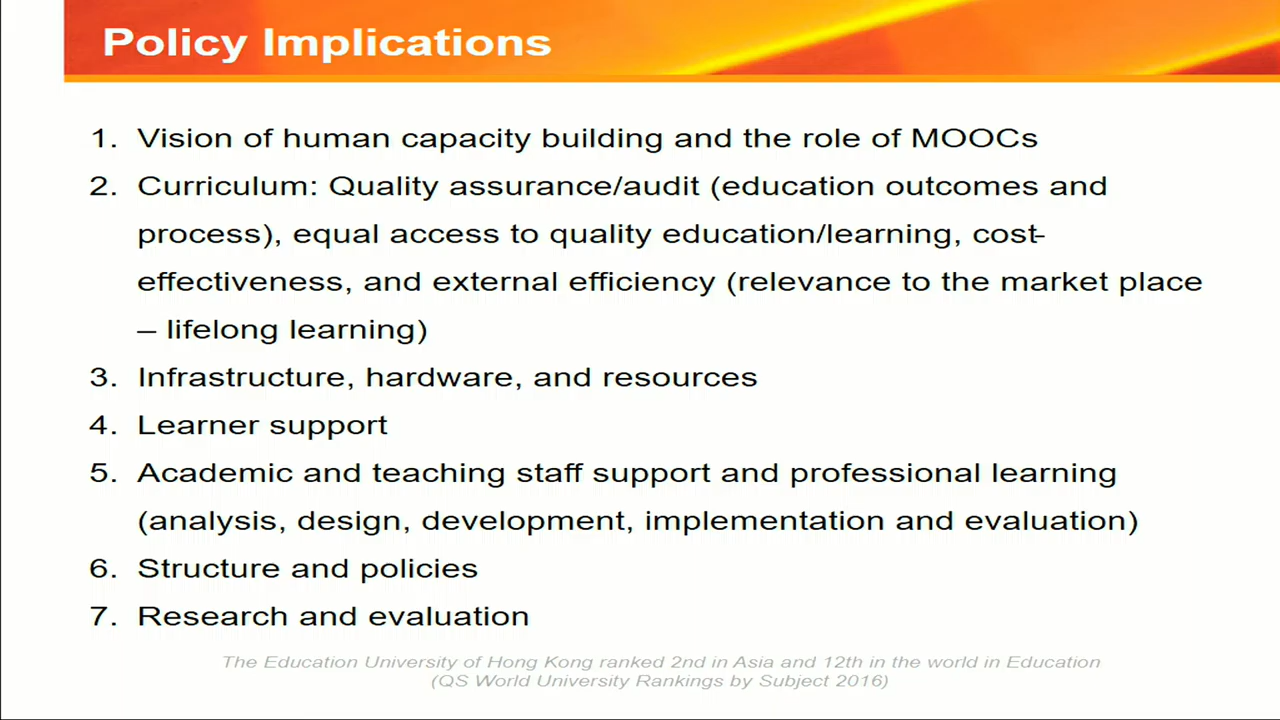 Policy Implications
1. Vision of human capacity building and the role of MOOCs
2. Curriculum: Quality assurance/audit (education outcomes and
process), equal access to quality education/learning, cost-
effectiveness, and external efficiency (relevance to the market place
– lifelong learning)
3. Infrastructure, hardware, and resources
4. Learner support
5. Academic and teaching staff support and professional learning
(analysis, design, development, implementation and evaluation)
6. Structure and policies
7. Research and evaluation
The Education University of Hong Kong ranked 2nd in Asia and 12th in the world in Education
(QS World University Rankings by Subject 2016)